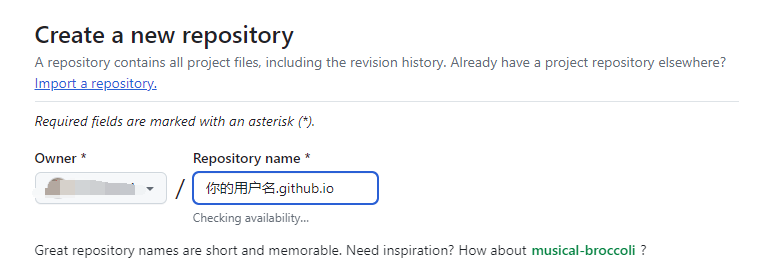 Create a new repository
A repository contains all project files, including the revision history. Already have a project repository elsewhere?
Import a repository.
Required fields are marked with an asterisk (*).
Owner * Repository name *
/ 你的用户名.github.io
Checking availability...
Great repository names are short and memorable. Need inspiration? How about musical-broccoli ?